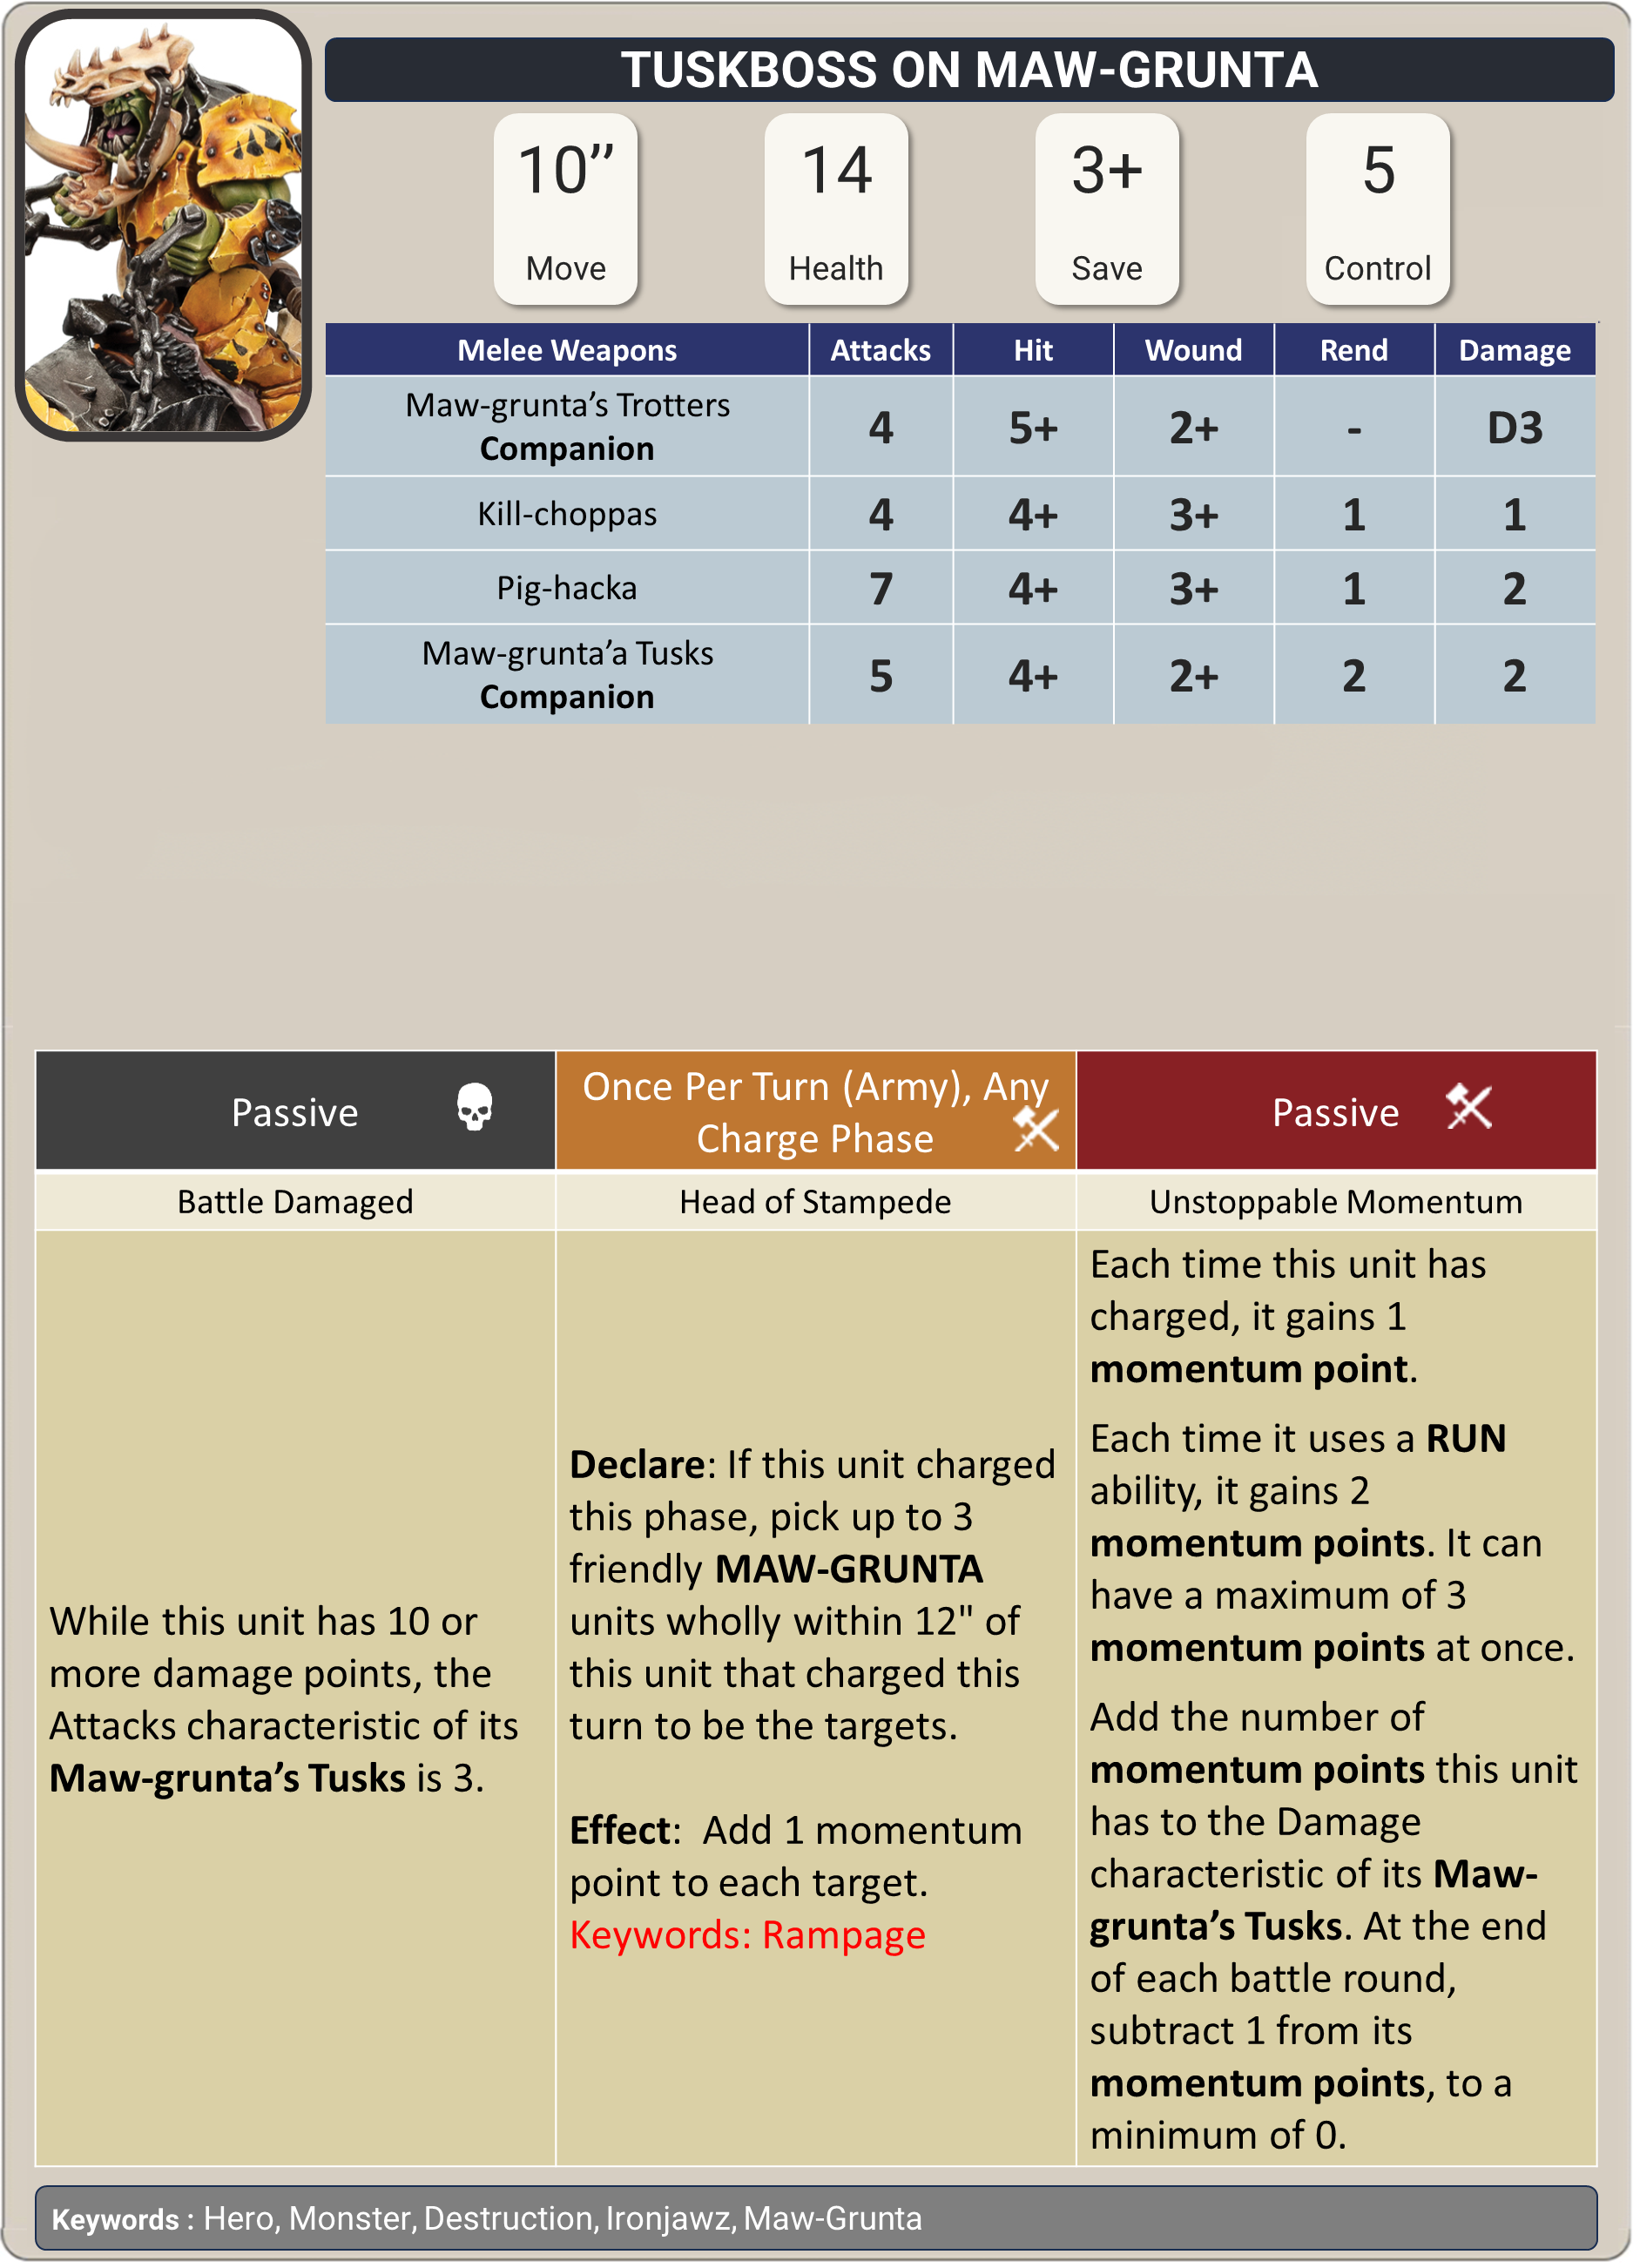 TUSKBOSS ON MAW-GRUNTA
10” 14 3+ 5
Move Health Save Control
Melee Weapons Attacks Hit Wound Rend Damage
Maw-grunta’s Trotters
Companion 4 5+ 2+ - D3
Kill-choppas 4 4+ 3+ 1 1
Pig-hacka 7 4+ 3+ 1 2
Maw-grunta’a Tusks
Companion 5 4+ 2+ 2 2
Passive
Battle Damaged
While this unit has 10 or
more damage points, the
Attacks characteristic of its
Maw-grunta’s Tusks is 3.
Once Per Turn (Army), Any
Charge Phase
Head of Stampede
Declare: If this unit charged
this phase, pick up to 3
friendly MAW-GRUNTA
units wholly within 12" of
this unit that charged this
turn to be the targets.
Effect: Add 1 momentum
point to each target.
Keywords: Rampage
Passive
Unstoppable Momentum
Each time this unit has
charged, it gains 1
momentum point.
Each time it uses a RUN
ability, it gains 2
momentum points. It can
have a maximum of 3
momentum points at once.
Add the number of
momentum points this unit
has to the Damage
characteristic of its Maw-
grunta’s Tusks. At the end
of each battle round,
subtract 1 from its
momentum points, to a
minimum of 0.
Keywords : Hero, Monster, Destruction, Ironjawz, Maw-Grunta